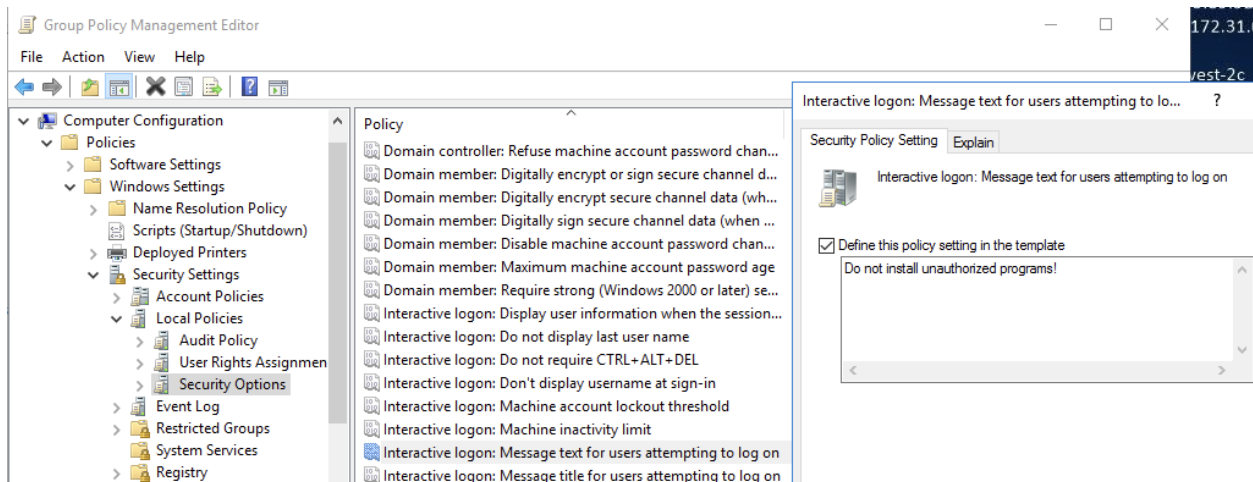 Group Policy Management Editor
172.31.
File Action View Help
vest-2c
Computer Configuration
Policies
Software Settings
Windows Settings
Name Resolution Policy
Scripts (Startup/Shutdown)
Deployed Printers
Security Settings
Account Policies
Local Policies
Audit Policy
User Rights Assignmen
Security Options
Event Log
Restricted Groups
System Services
Registry
Policy
Domain controller: Refuse machine account password chan...
Domain member: Digitally encrypt or sign secure channel d...
Domain member: Digitally encrypt secure channel data (wh...
Domain member: Digitally sign secure channel data (when ...
Domain member: Disable machine account password chan...
Domain member: Maximum machine account password age
Domain member: Require strong (Windows 2000 or later) se...
Interactive logon: Display user information when the session...
Interactive logon: Do not display last user name
Interactive logon: Do not require CTRL+ALT+DEL
Interactive logon: Don't display username at sign-in
Interactive logon: Machine account lockout threshold
Interactive logon: Machine inactivity limit
Interactive logon: Message text for users attempting to log on
Interactive logon: Message title for users attempting to log on
Interactive logon: Message text for users attempting to lo... ?
Security Policy Setting Explain
Interactive logon: Message text for users attempting to log on
Define this policy setting in the template
Do not install unauthorized programs!